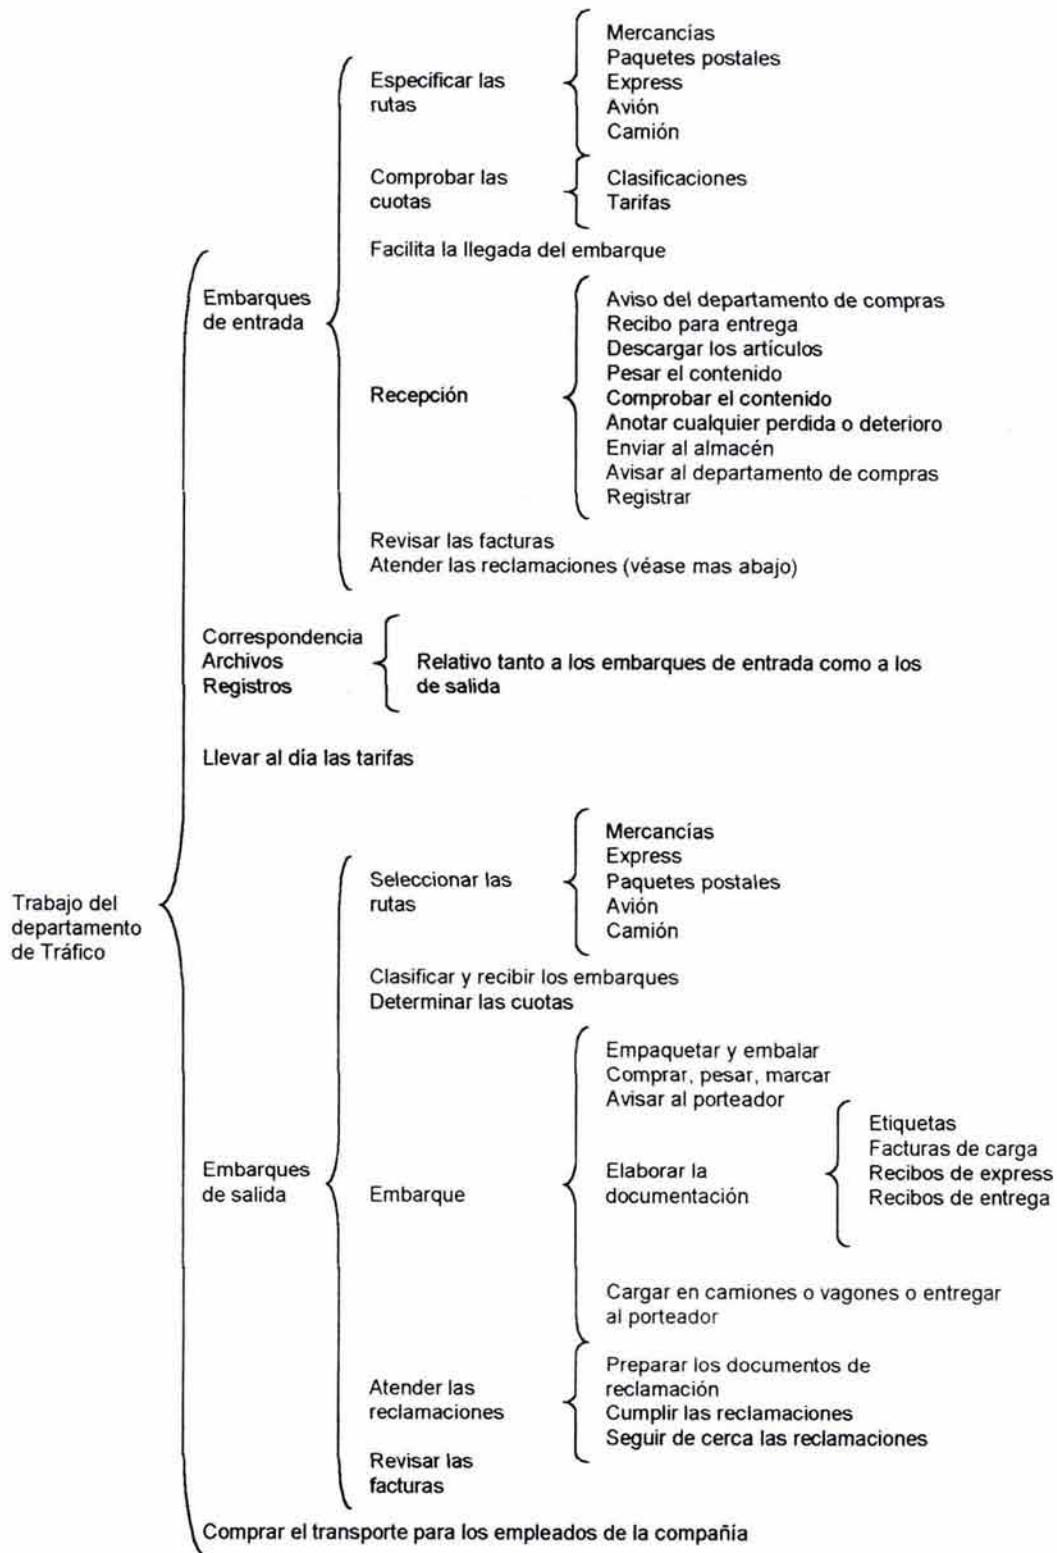 Mercancías
Paquetes postales
Especificar las
rutas
Express
Avión
Camión
Comprobar las
cuotas
Clasificaciones
Tarifas
Facilita la llegada del embarque
Embarques
de entrada
Aviso del departamento de compras
Recibo para entrega
Descargar los artículos
Pesar el contenido
Recepción
Comprobar el contenido
Anotar cualquier perdida o deterioro
Enviar al almacén
Avisar al departamento de compras
Registrar
Revisar las facturas
Atender las reclamaciones (véase mas abajo)
Correspondencia
Archivos
Registros
Relativo tanto a los embarques de entrada como a los
de salida
Llevar al día las tarifas
Trabajo del
departamento
de Tráfico
Seleccionar las
rutas
Mercancías
Express
Paquetes postales
Avión
Camión
Clasificar y recibir los embarques
Determinar las cuotas
Embarques
de salida
Embarque
Empaquetar y embalar
Comprar, pesar, marcar
Avisar al porteador
Elaborar la
documentación
Etiquetas
Facturas de carga
Recibos de express
Recibos de entrega
Cargar en camiones o vagones o entregar
al porteador
Atender las
reclamaciones
Preparar los documentos de
reclamación
Cumplir las reclamaciones
Seguir de cerca las reclamaciones
Revisar las
facturas
Comprar el transporte para los empleados de la compañía